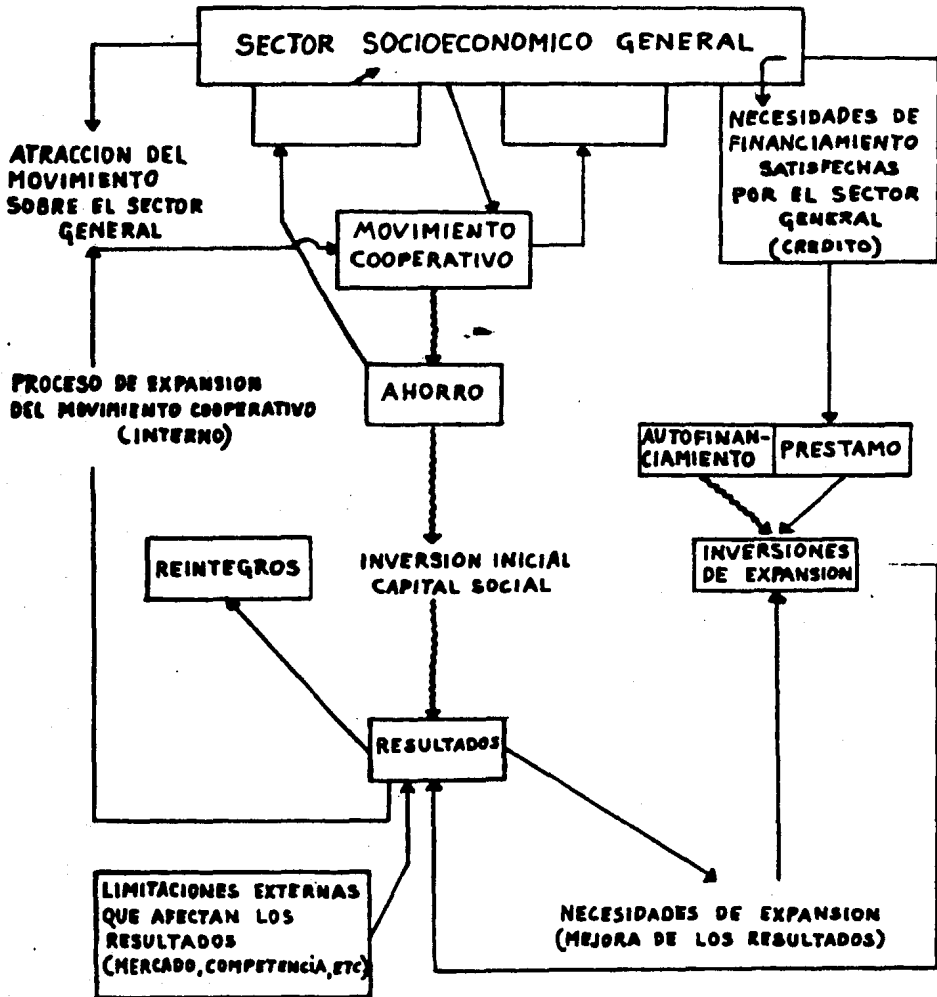 SECTOR SOCIOECONOMICO GENERAL
NECESIDADES DE
FINANCIAMIENTO
SATISFECHAS
POR EL SECTOR
GENERAL
(CREDITO)
ATRACCION DEL
MOVIMIENTO
SOBRE EL SECTOR
GENERAL
MOVIMIENTO
COOPERATIVO
PROCESO DE EXPANSION
DEL MOVIMIENTO COOPERATIVO
(INTERNO)
AHORRO
AUTOFINAN-
CIAMIENTO
PRESTAMO
REINTEGROS
INVERSION INICIAL
CAPITAL SOCIAL
INVERSIONES
DE EXPANSION
RESULTADOS
LIMITACIONES EXTERNAS
QUE AFECTAN LOS
RESULTADOS
(MERCADO, COMPETENCIA, ETC)
NECESIDADES DE EXPANSION
(MEJORA DE LOS RESULTADOS)